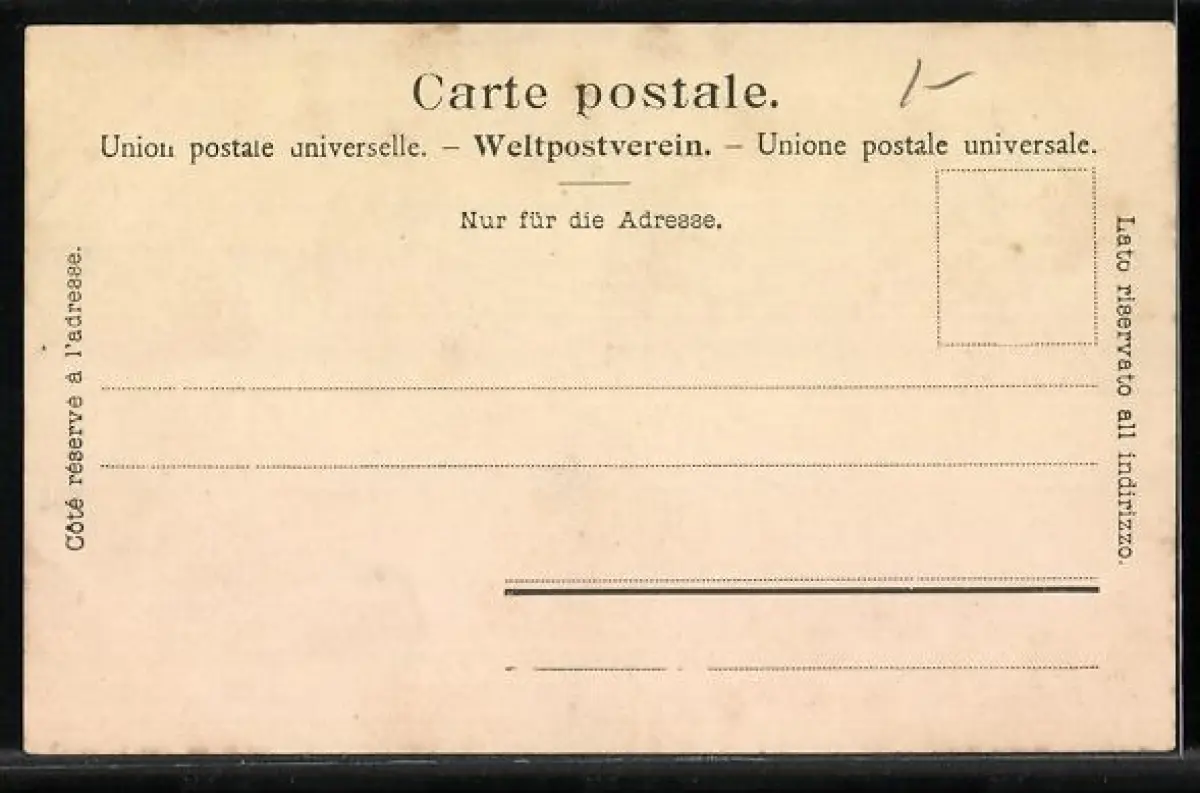 Carte postale.
Union postale universelle. – Weltpostverein. – Unione postale universale.
Nur für die Adresse.
Côté réservé à l'adresse.
Lato riservato all indirizzo.